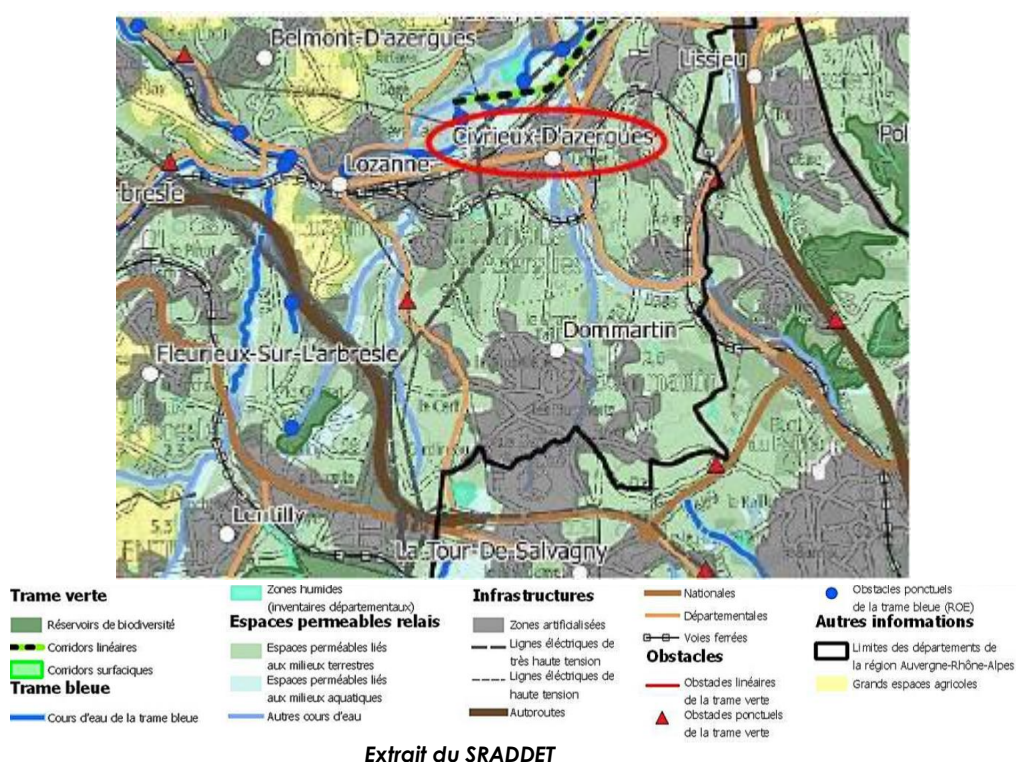 Belmont-D'azergues
Lissieu
Civrieux-D'azergues
Pol
Lozanne
bresle
Dommartin
Fleurieux-Sur-L'arbresle
Lentilly
La-Tour-De-Salvagny
Trame verte
Réservoirs de biodiversité
Corridors linéaires
Corridors surfaciques
Trame bleue
Cours d'eau de la trame bleue
Zones humides
(inventaires départementaux)
Espaces permeables relais
Espaces perméables liés
aux milieux terrestres
Espaces perméables liés
aux milieux aquatiques
Autres cours d'eau
Infrastructures
Zones artificialisées
Lignes éléctriques de
très haute tension
Lignes éléctriques de
haute tension
Autoroutes
Nationales
Départementales
Voies ferrées
Obstacles
Obstacles linéaires
de la trame verte
Obstacles ponctuels
de la trame verte
Obstacles ponctuels
de la trame bleue (ROE)
Autres informations
Limites des départements de
la région Auvergne-Rhône-Alpes
Grands espaces agricoles
Extrait du SRADDET